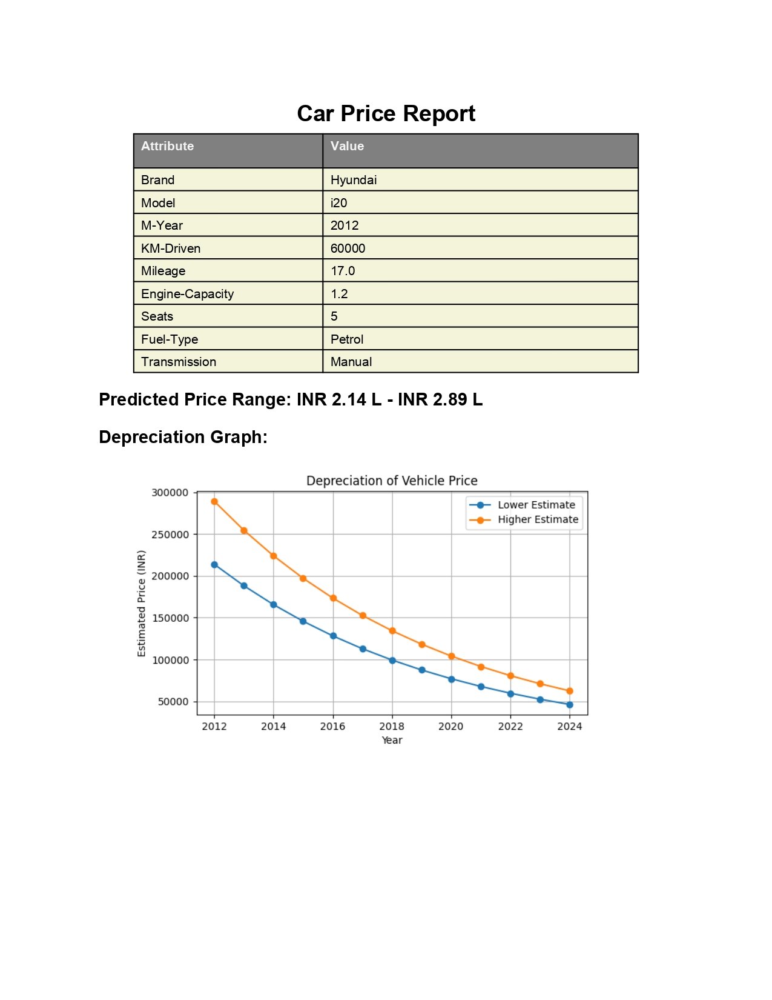 Car Price Report
Attribute Value
Brand Hyundai
Model i20
M-Year 2012
KM-Driven 60000
Mileage 17.0
Engine-Capacity 1.2
Seats 5
Fuel-Type Petrol
Transmission Manual
Predicted Price Range: INR 2.14 L - INR 2.89 L
Depreciation Graph:
Depreciation of Vehicle Price
Lower Estimate
Higher Estimate
Estimated Price (INR)
300000
250000
200000
150000
100000
50000
2012 2014 2016 2018 2020 2022 2024
Year